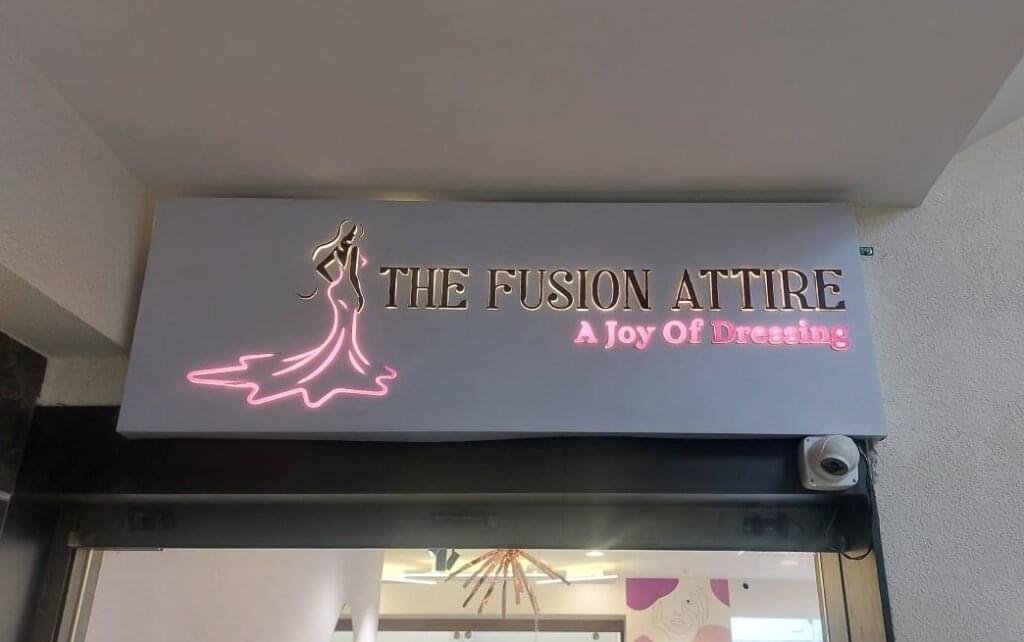 THE FUSION ATTIRE
A Joy Of Dressing